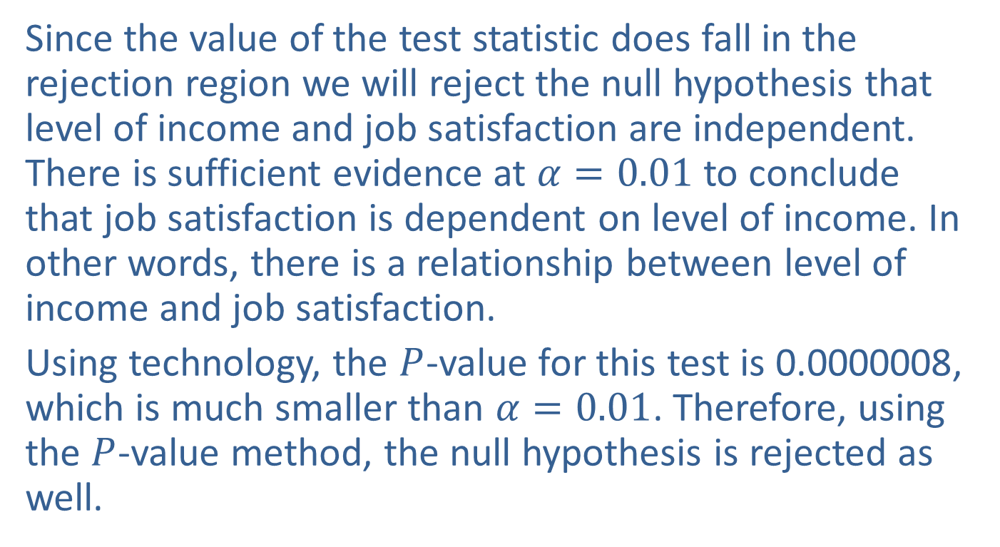 Since the value of the test statistic does fall in the
rejection region we will reject the null hypothesis that
level of income and job satisfaction are independent.
There is sufficient evidence at α = 0.01 to conclude
that job satisfaction is dependent on level of income. In
other words, there is a relationship between level of
income and job satisfaction.
Using technology, the P-value for this test is 0.0000008,
which is much smaller than α = 0.01. Therefore, using
the P-value method, the null hypothesis is rejected as
well.